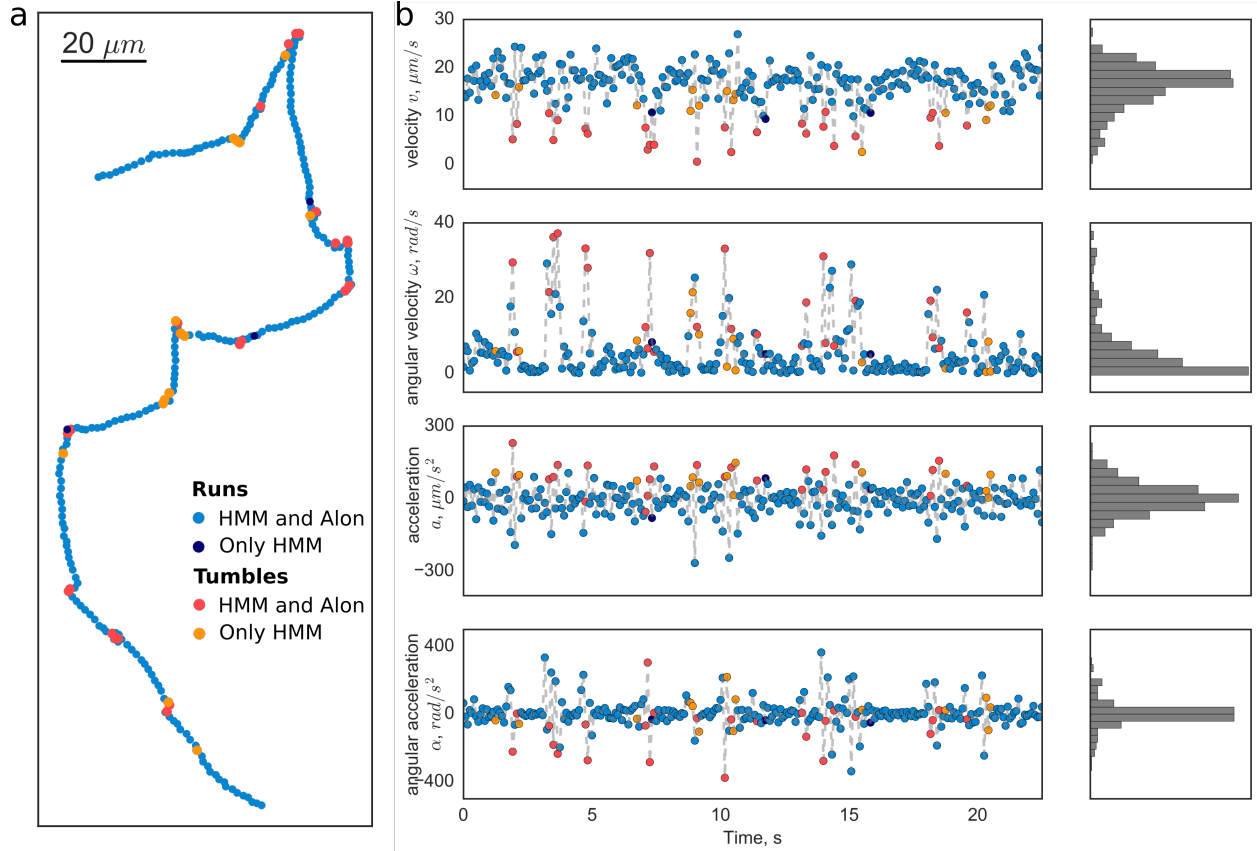 a
20 μm
Runs
HMM and Alon
Only HMM
Tumbles
HMM and Alon
Only HMM
b
velocity v, μm/s
30
20
10
0
angular velocity ω, rad/s
40
20
0
acceleration
a, μm/s²
300
0
−300
angular acceleration
α, rad/s²
400
0
−400
0 5 10 15 20
Time, s